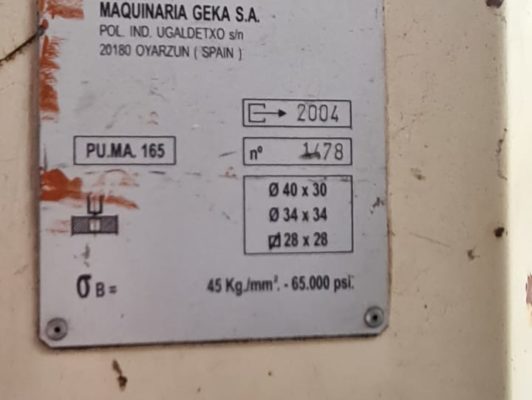 MAQUINARIA GEKA S.A.
POL. IND. UGALDETXO s/n
20180 OYARZUN ( SPAIN )
2004
PU.MA. 165
nº 1478
Ø 40 x 30
Ø 34 x 34
28 x 28
σ B = 45 Kg./mm². - 65.000 psi.